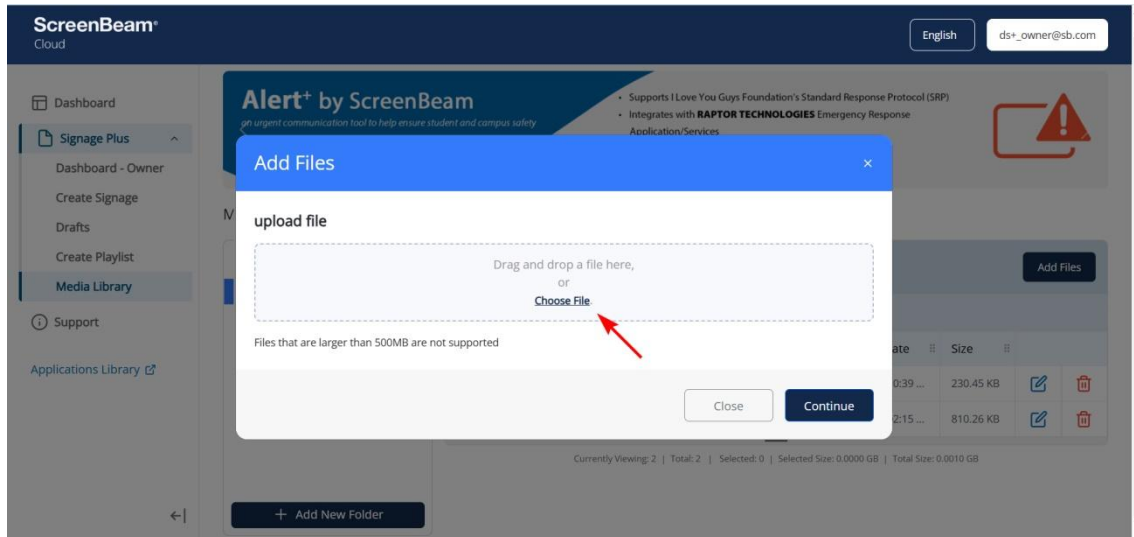 ScreenBeam®
Cloud
English
ds+_owner@sb.com
Dashboard
Signage Plus
Dashboard - Owner
Create Signage
Drafts
Create Playlist
Media Library
Support
Applications Library
Alert+ by ScreenBeam
an urgent communication tool to help ensure student and campus safety
• Supports I Love You Guys Foundation's Standard Response Protocol (SRP)
• Integrates with RAPTOR TECHNOLOGIES Emergency Response
Application/Services
M
Add Files
×
upload file
Drag and drop a file here,
or
Choose File
Files that are larger than 500MB are not supported
Close
Continue
Add Files
ate
Size
0:39 ...
230.45 KB
2:15 ...
810.26 KB
Currently Viewing: 2 | Total: 2 | Selected: 0 | Selected Size: 0.0000 GB | Total Size: 0.0010 GB
+ Add New Folder